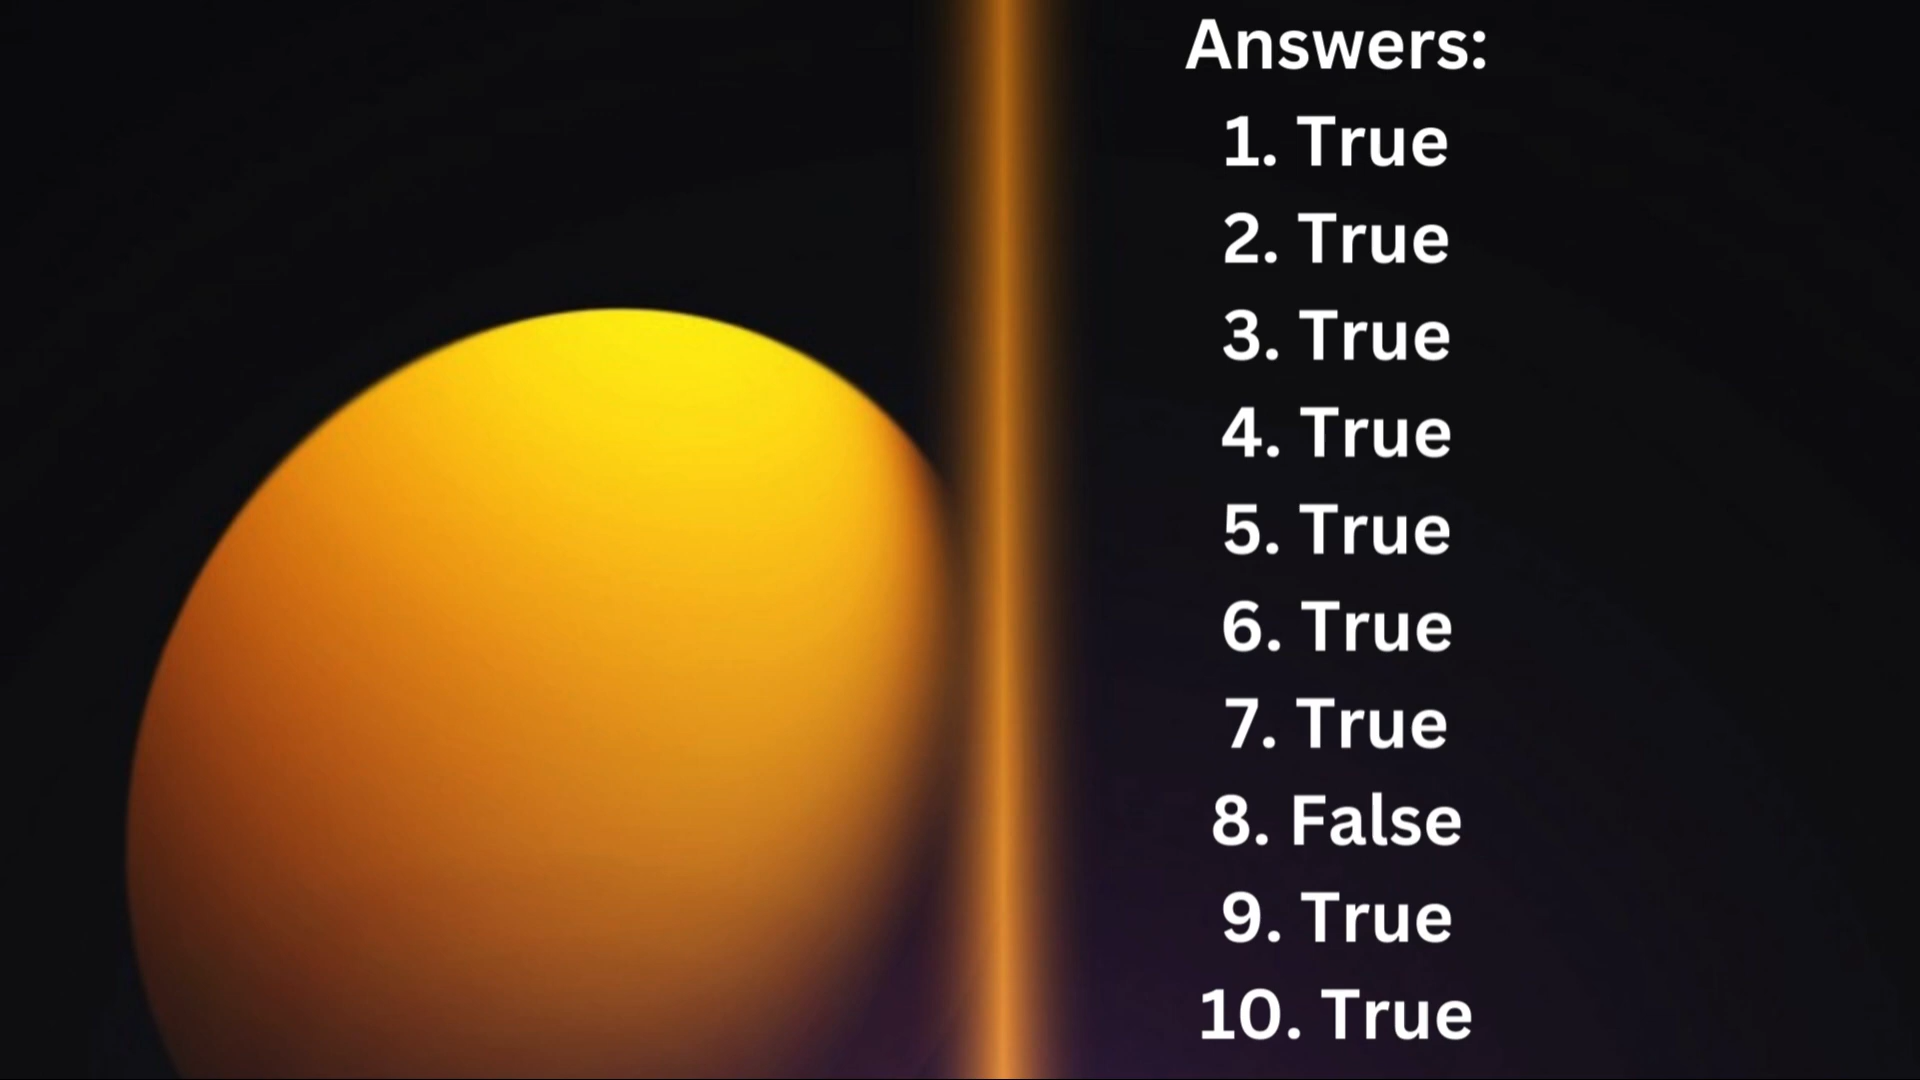 Answers:
1. True
2. True
3. True
4. True
5. True
6. True
7. True
8. False
9. True
10. True